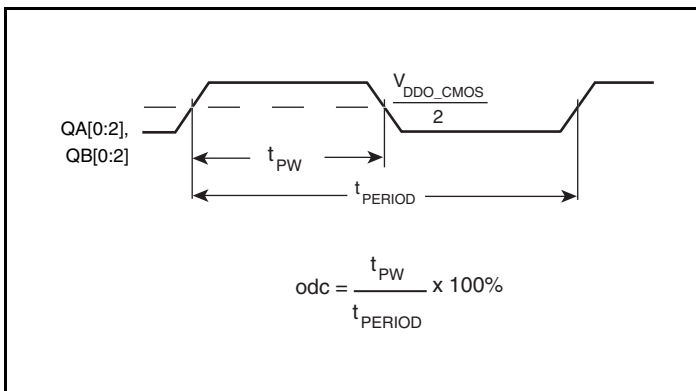 V DDO_CMOS
2
QA[0:2],
QB[0:2]
t PW
t PERIOD
odc = t PW / t PERIOD x 100%